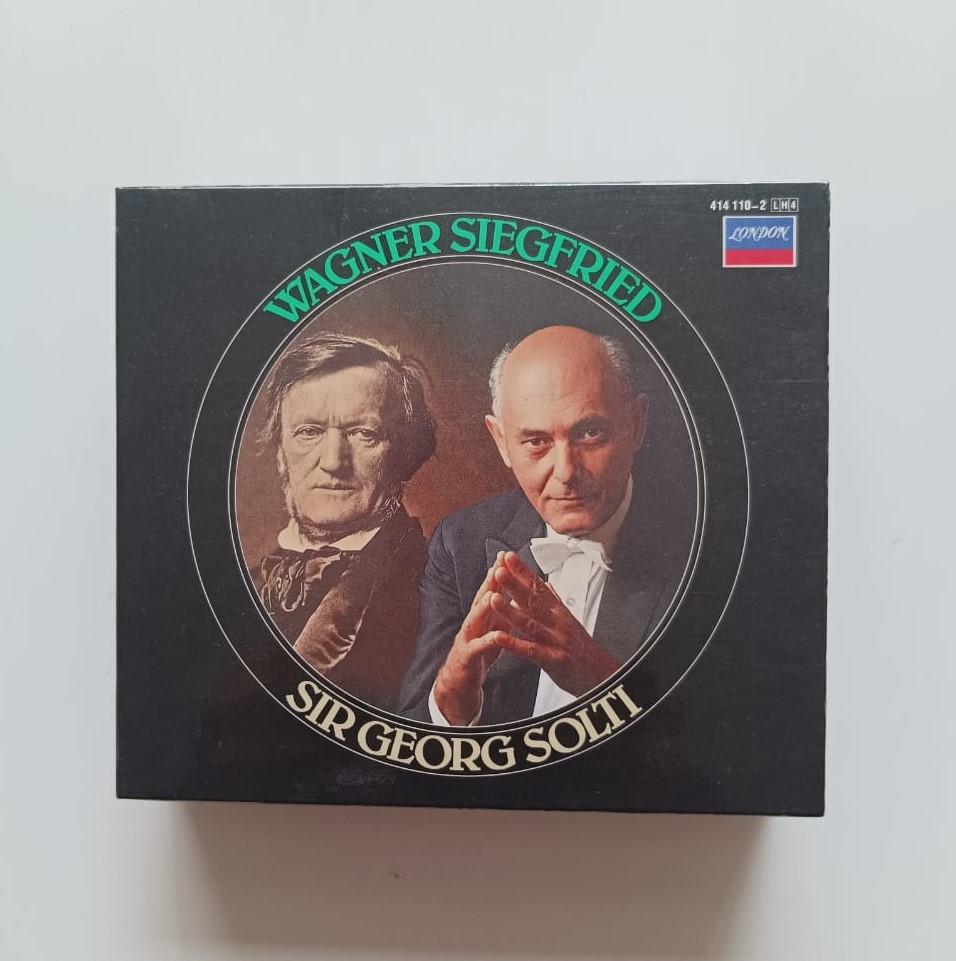 414 110-2 LH4
LONDON
WAGNER SIEGFRIED
SIR GEORG SOLTI